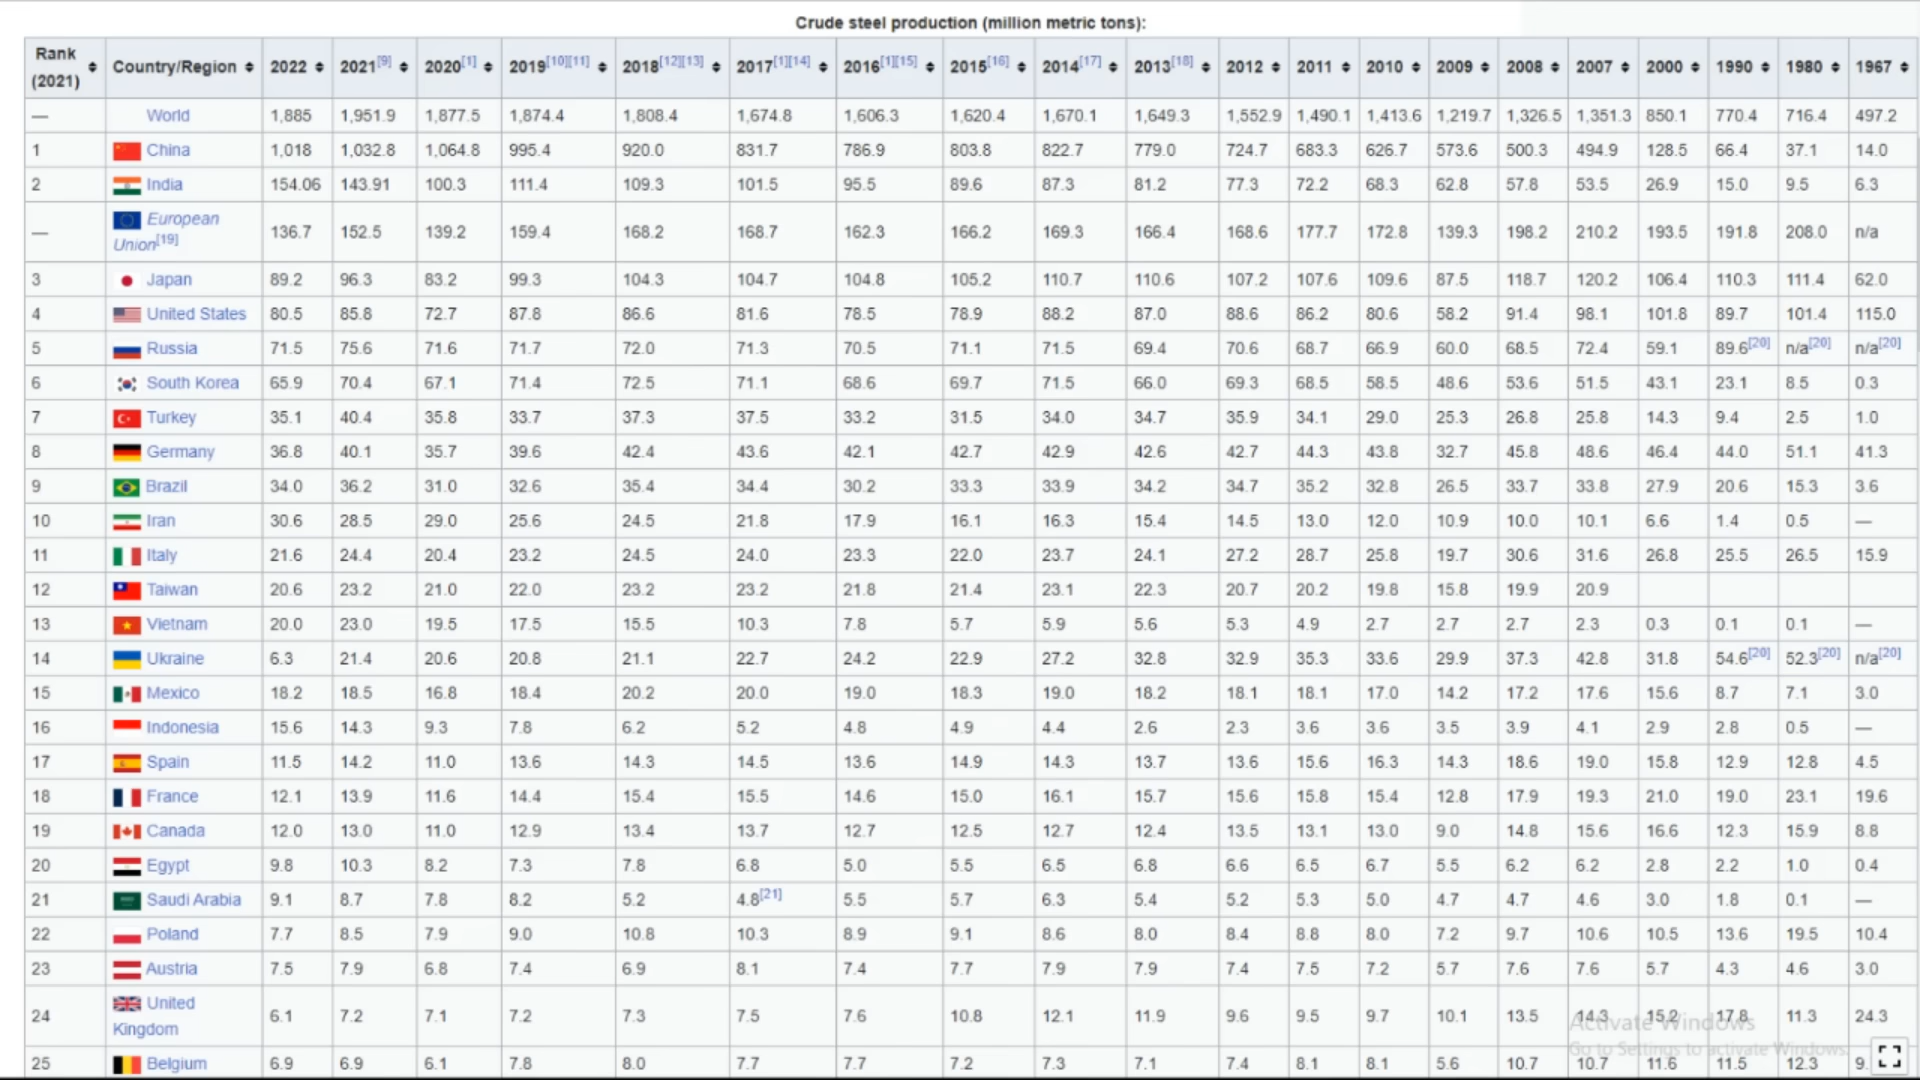 Crude steel production (million metric tons):
Rank (2021) Country/Region 2022 2021[9] 2020[1] 2019[10][11] 2018[12][13] 2017[1][14] 2016[1][15] 2015[16] 2014[17] 2013[18] 2012 2011 2010 2009 2008 2007 2000 1990 1980 1967
— World 1,885 1,951.9 1,877.5 1,874.4 1,808.4 1,674.8 1,606.3 1,620.4 1,670.1 1,649.3 1,552.9 1,490.1 1,413.6 1,219.7 1,326.5 1,351.3 850.1 770.4 716.4 497.2
1 China 1,018 1,032.8 1,064.8 995.4 920.0 831.7 786.9 803.8 822.7 779.0 724.7 683.3 626.7 573.6 500.3 494.9 128.5 66.4 37.1 14.0
2 India 154.06 143.91 100.3 111.4 109.3 101.5 95.5 89.6 87.3 81.2 77.3 72.2 68.3 62.8 57.8 53.5 26.9 15.0 9.5 6.3
— European Union[19] 136.7 152.5 139.2 159.4 168.2 168.7 162.3 166.2 169.3 166.4 168.6 177.7 172.8 139.3 198.2 210.2 193.5 191.8 208.0 n/a
3 Japan 89.2 96.3 83.2 99.3 104.3 104.7 104.8 105.2 110.7 110.6 107.2 107.6 109.6 87.5 118.7 120.2 106.4 110.3 111.4 62.0
4 United States 80.5 85.8 72.7 87.8 86.6 81.6 78.5 78.9 88.2 87.0 88.6 86.2 80.6 58.2 91.4 98.1 101.8 89.7 101.4 115.0
5 Russia 71.5 75.6 71.6 71.7 72.0 71.3 70.5 71.1 71.5 69.4 70.6 68.7 66.9 60.0 68.5 72.4 59.1 89.6[20] n/a[20] n/a[20]
6 South Korea 65.9 70.4 67.1 71.4 72.5 71.1 68.6 69.7 71.5 66.0 69.3 68.5 58.5 48.6 53.6 51.5 43.1 23.1 8.5 0.3
7 Turkey 35.1 40.4 35.8 33.7 37.3 37.5 33.2 31.5 34.0 34.7 35.9 34.1 29.0 25.3 26.8 25.8 14.3 9.4 2.5 1.0
8 Germany 36.8 40.1 35.7 39.6 42.4 43.6 42.1 42.7 42.9 42.6 42.7 44.3 43.8 32.7 45.8 48.6 46.4 44.0 51.1 41.3
9 Brazil 34.0 36.2 31.0 32.6 35.4 34.4 30.2 33.3 33.9 34.2 34.7 35.2 32.8 26.5 33.7 33.8 27.9 20.6 15.3 3.6
10 Iran 30.6 28.5 29.0 25.6 24.5 21.8 17.9 16.1 16.3 15.4 14.5 13.0 12.0 10.9 10.0 10.1 6.6 1.4 0.5 —
11 Italy 21.6 24.4 20.4 23.2 24.5 24.0 23.3 22.0 23.7 24.1 27.2 28.7 25.8 19.7 30.6 31.6 26.8 25.5 26.5 15.9
12 Taiwan 20.6 23.2 21.0 22.0 23.2 23.2 21.8 21.4 23.1 22.3 20.7 20.2 19.8 15.8 19.9 20.9
13 Vietnam 20.0 23.0 19.5 17.5 15.5 10.3 7.8 5.7 5.9 5.6 5.3 4.9 2.7 2.7 2.7 2.3 0.3 0.1 0.1 —
14 Ukraine 6.3 21.4 20.6 20.8 21.1 22.7 24.2 22.9 27.2 32.8 32.9 35.3 33.6 29.9 37.3 42.8 31.8 54.6[20] 52.3[20] n/a[20]
15 Mexico 18.2 18.5 16.8 18.4 20.2 20.0 19.0 18.3 19.0 18.2 18.1 18.1 17.0 14.2 17.2 17.6 15.6 8.7 7.1 3.0
16 Indonesia 15.6 14.3 9.3 7.8 6.2 5.2 4.8 4.9 4.4 2.6 2.3 3.6 3.6 3.5 3.9 4.1 2.9 2.8 0.5 —
17 Spain 11.5 14.2 11.0 13.6 14.3 14.5 13.6 14.9 14.3 13.7 13.6 15.6 16.3 14.3 18.6 19.0 15.8 12.9 12.8 4.5
18 France 12.1 13.9 11.6 14.4 15.4 15.5 14.6 15.0 16.1 15.7 15.6 15.8 15.4 12.8 17.9 19.3 21.0 19.0 23.1 19.6
19 Canada 12.0 13.0 11.0 12.9 13.4 13.7 12.7 12.5 12.7 12.4 13.5 13.1 13.0 9.0 14.8 15.6 16.6 12.3 15.9 8.8
20 Egypt 9.8 10.3 8.2 7.3 7.8 6.8 5.0 5.5 6.5 6.8 6.6 6.5 6.7 5.5 6.2 6.2 2.8 2.2 1.0 0.4
21 Saudi Arabia 9.1 8.7 7.8 8.2 5.2 4.8[21] 5.5 5.7 6.3 5.4 5.2 5.3 5.0 4.7 4.7 4.6 3.0 1.8 0.1 —
22 Poland 7.7 8.5 7.9 9.0 10.8 10.3 8.9 9.1 8.6 8.0 8.4 8.8 8.0 7.2 9.7 10.6 10.5 13.6 19.5 10.4
23 Austria 7.5 7.9 6.8 7.4 6.9 8.1 7.4 7.7 7.9 7.9 7.4 7.5 7.2 5.7 7.6 7.6 5.7 4.3 4.6 3.0
24 United Kingdom 6.1 7.2 7.1 7.2 7.3 7.5 7.6 10.8 12.1 11.9 9.6 9.5 9.7 10.1 13.5 14.3 15.2 17.8 11.3 24.3
25 Belgium 6.9 6.9 6.1 7.8 8.0 7.7 7.7 7.2 7.3 7.1 7.4 8.1 8.1 5.6 10.7 10.7 11.6 11.5 12.3
Activate Windows
Go to Settings to activate Windows.